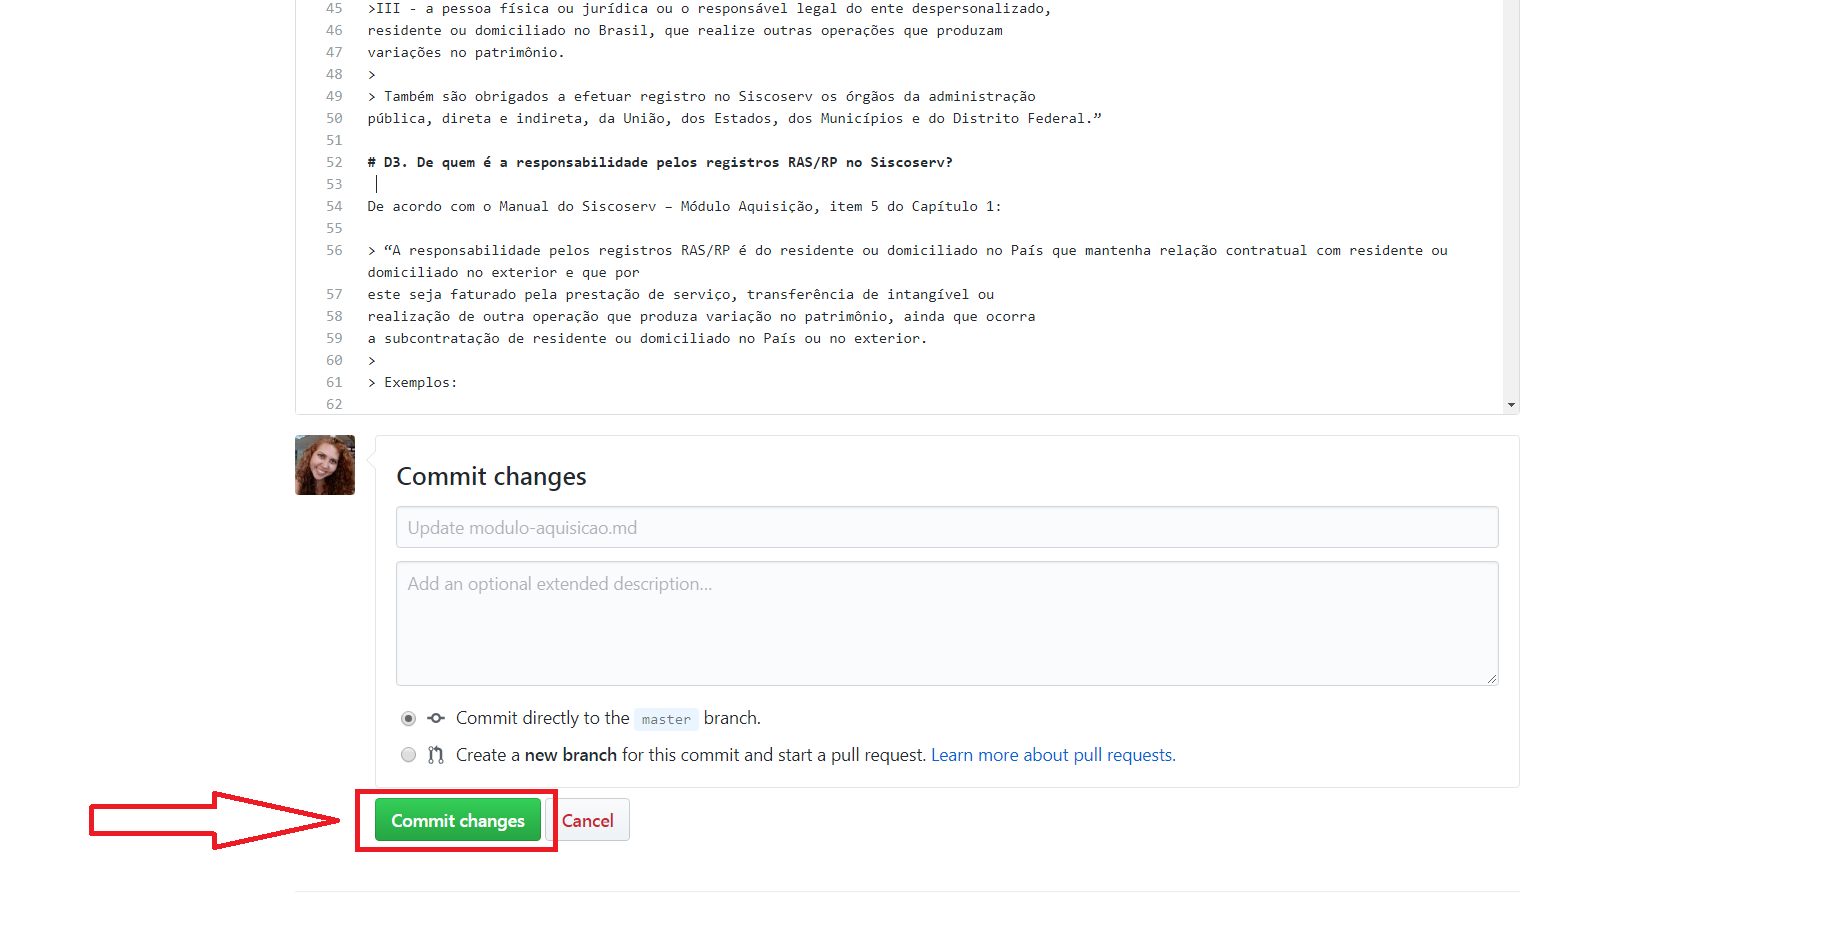 45 >III - a pessoa física ou jurídica ou o responsável legal do ente despersonalizado,
46 residente ou domiciliado no Brasil, que realize outras operações que produzam
47 variações no patrimônio.
48 >
49 > Também são obrigados a efetuar registro no Siscoserv os órgãos da administração
50 pública, direta e indireta, da União, dos Estados, dos Municípios e do Distrito Federal.”
51
52 # D3. De quem é a responsabilidade pelos registros RAS/RP no Siscoserv?
53
54 De acordo com o Manual do Siscoserv – Módulo Aquisição, item 5 do Capítulo 1:
55
56 > “A responsabilidade pelos registros RAS/RP é do residente ou domiciliado no País que mantenha relação contratual com residente ou
domiciliado no exterior e que por
57 este seja faturado pela prestação de serviço, transferência de intangível ou
58 realização de outra operação que produza variação no patrimônio, ainda que ocorra
59 a subcontratação de residente ou domiciliado no País ou no exterior.
60 >
61 > Exemplos:
62
Commit changes
Update modulo-aquisicao.md
Add an optional extended description...
Commit directly to the master branch.
Create a new branch for this commit and start a pull request. Learn more about pull requests.
Commit changes Cancel